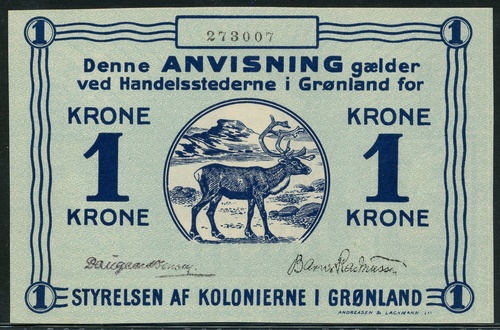 1 273007 1
Denne ANVISNING gælder
ved Handelsstederne i Grønland for
KRONE KRONE
1 1
KRONE KRONE
1 STYRELSEN AF KOLONIERNE I GRØNLAND 1
ANDREASEN & LACHMANN